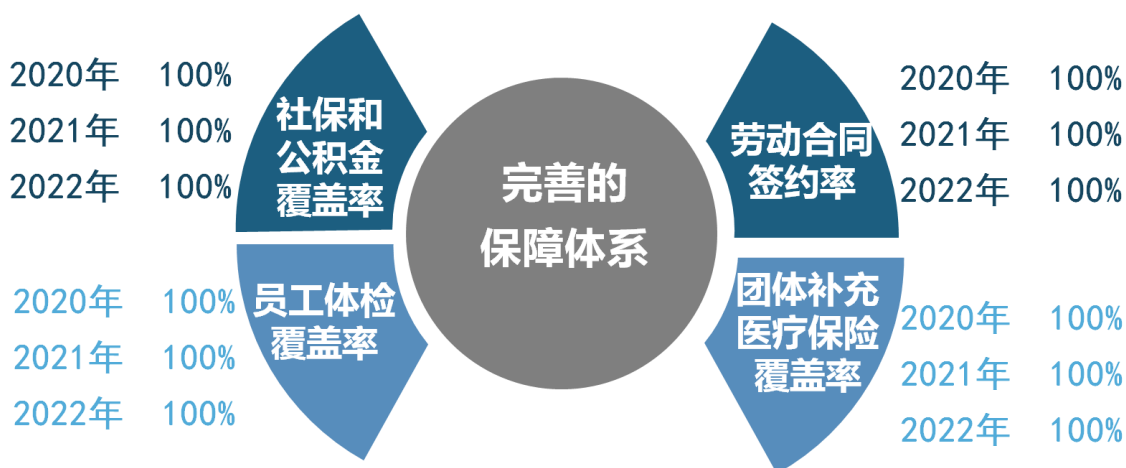 2020年 100%
2021年 100%
2022年 100%
社保和
公积金
覆盖率
完善的
保障体系
劳动合同
签约率
2020年 100%
2021年 100%
2022年 100%
2020年 100%
2021年 100%
2022年 100%
员工体检
覆盖率
团体补充
医疗保险
覆盖率
2020年 100%
2021年 100%
2022年 100%